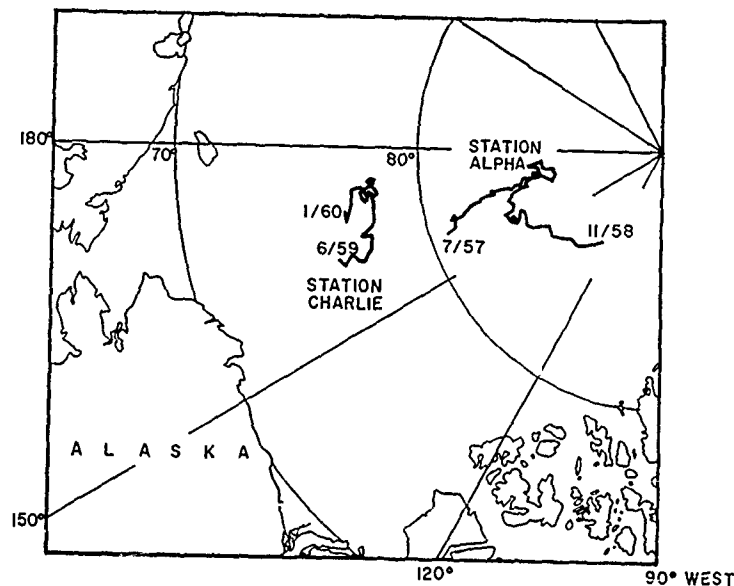 180°
70°
80°
STATION
ALPHA
1/60
6/59
7/57
11/58
STATION
CHARLIE
ALASKA
150°
120°
90° WEST